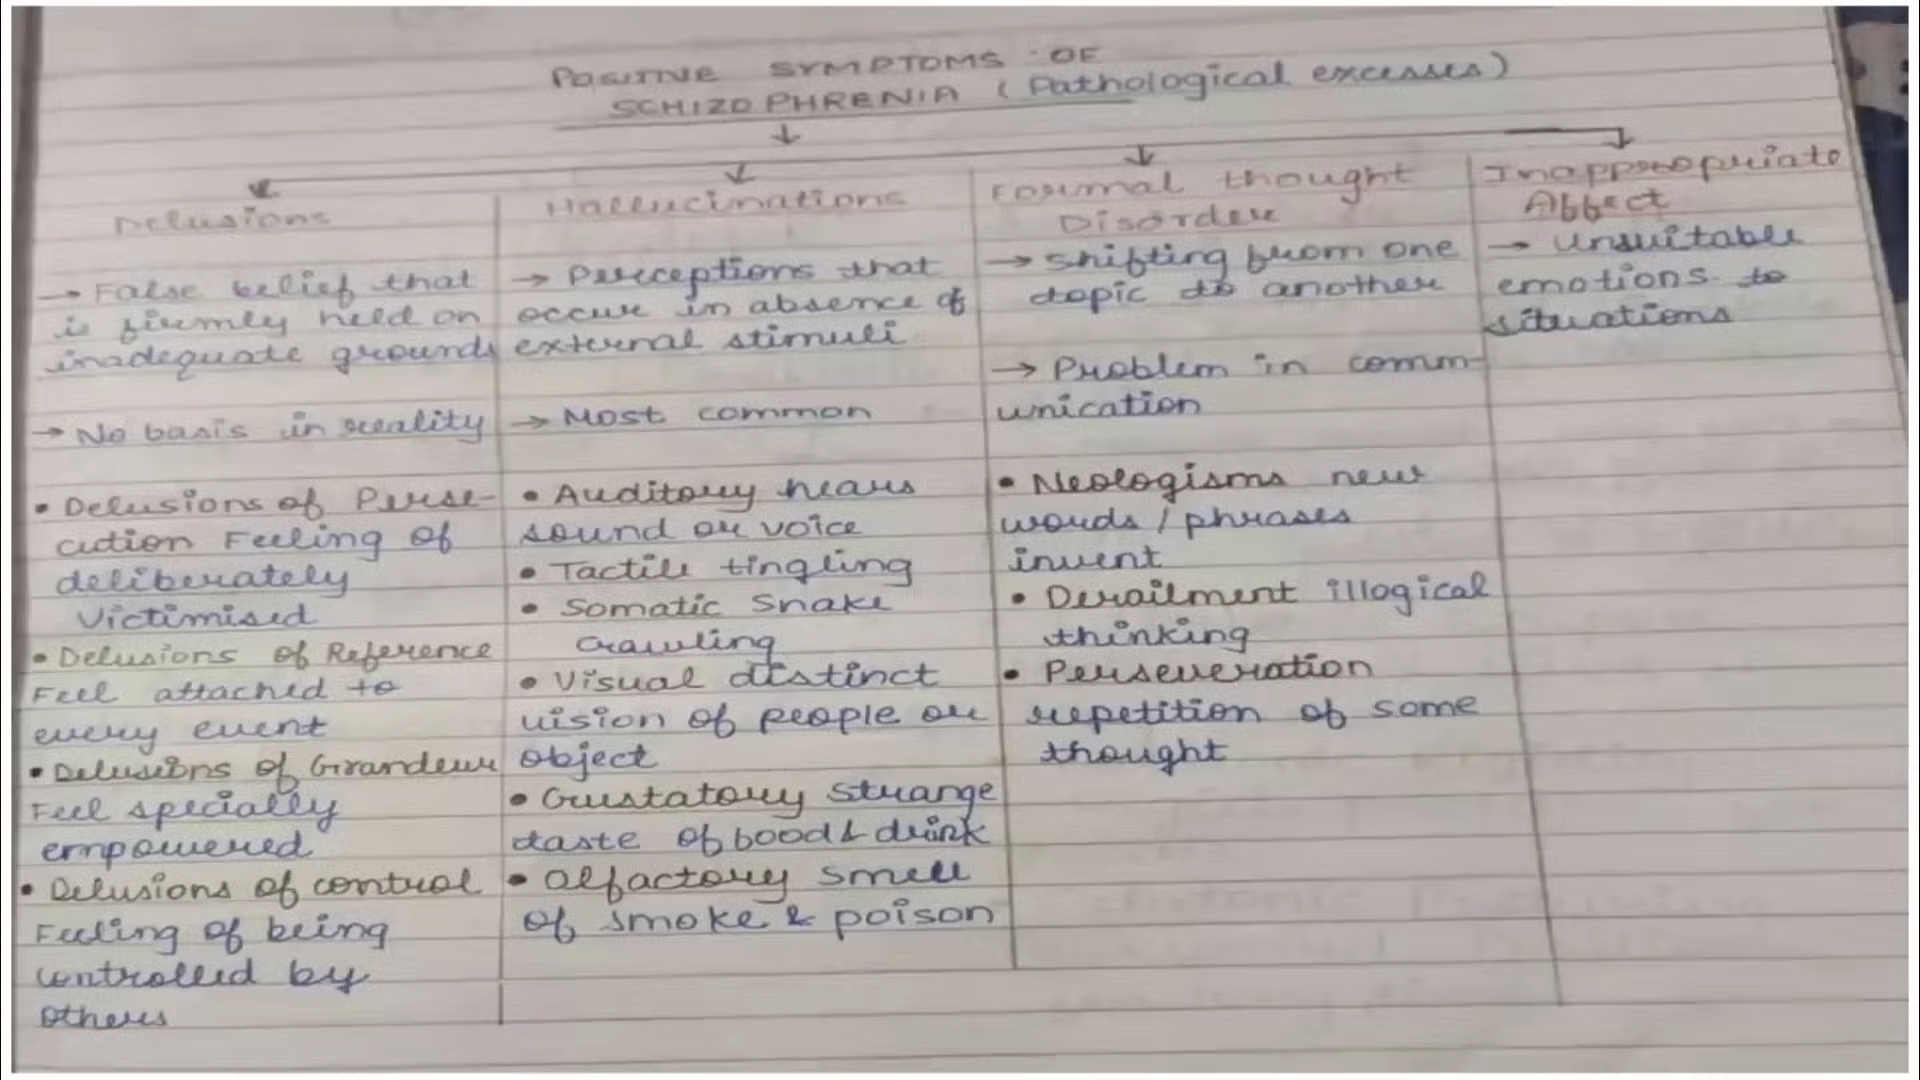 POSITIVE SYMPTOMS OF
SCHIZOPHRENIA (Pathological excesses)
Delusions
→ False belief that
is firmly held on
inadequate grounds
→ No basis in reality
• Delusions of Perse-
cution Feeling of
deliberately
Victimised
• Delusions of Reference
Feel attached to
every event
• Delusions of Grandeur
Feel specially
empowered
• Delusions of control
Feeling of being
controlled by
others
Hallucinations
→ Perceptions that
occur in absence of
external stimuli
→ Most common
• Auditory hears
sound or voice
• Tactile tingling
• Somatic Snake
crawling
• Visual distinct
vision of people or
object
• Gustatory strange
taste of food & drink
• Olfactory smell
of smoke & poison
Formal thought
Disorder
→ shifting from one
topic to another
→ Problem in comm-
unication
• Neologisms new
words / phrases
invent
• Derailment illogical
thinking
• Perseveration
repetition of some
thought
Inappropriate
Affect
→ Unsuitable
emotions to
situations